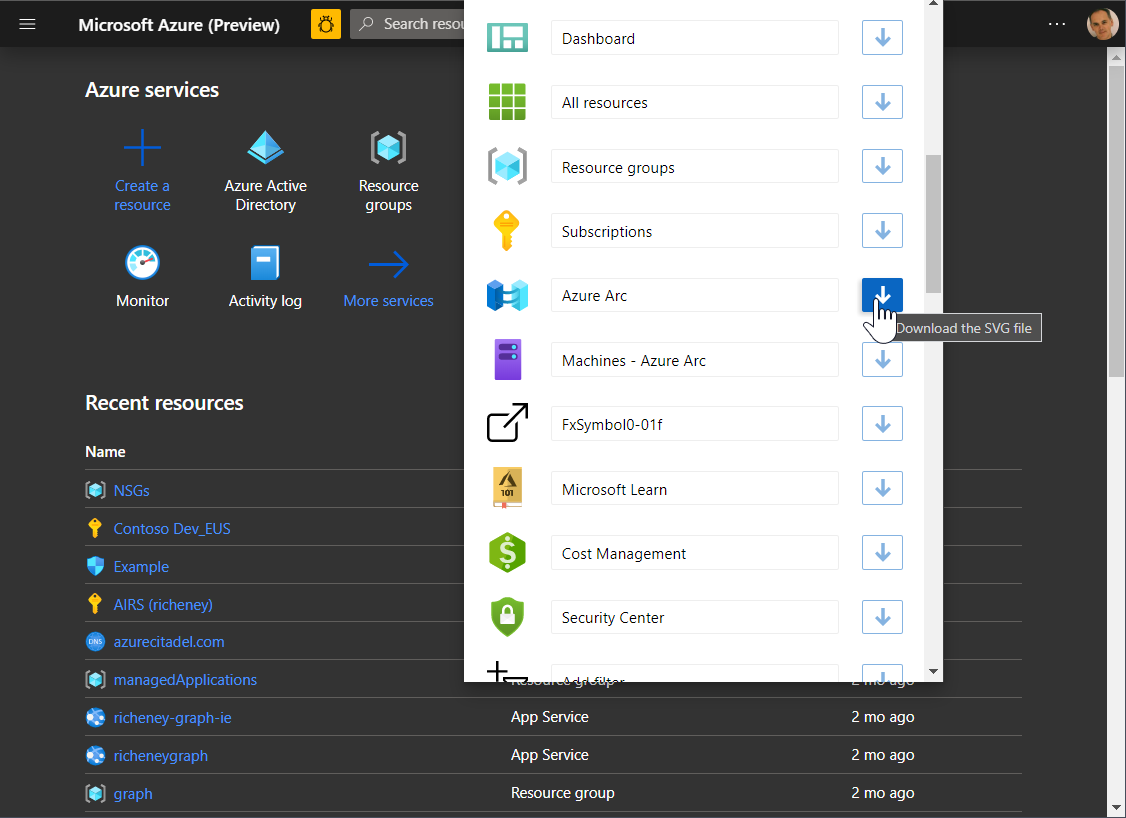 Microsoft Azure (Preview)
Search resou
Azure services
Create a
resource
Azure Active
Directory
Resource
groups
Monitor
Activity log
More services
Recent resources
Name
NSGs
Contoso Dev_EUS
Example
AIRS (richeney)
DNS
azurecitadel.com
managedApplications
Resource groups
2 mo ago
richeney-graph-ie
App Service
2 mo ago
richeneygraph
App Service
2 mo ago
graph
Resource group
2 mo ago
Dashboard
All resources
Resource groups
Subscriptions
Azure Arc
Download the SVG file
Machines - Azure Arc
FxSymbol0-01f
101
Microsoft Learn
$
Cost Management
Security Center
Add filter